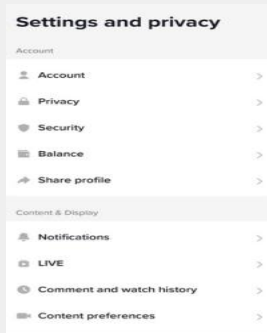 Settings and privacy
Account
Account
Privacy
Security
Balance
Share profile
Content & Display
Notifications
LIVE
Comment and watch history
Content preferences